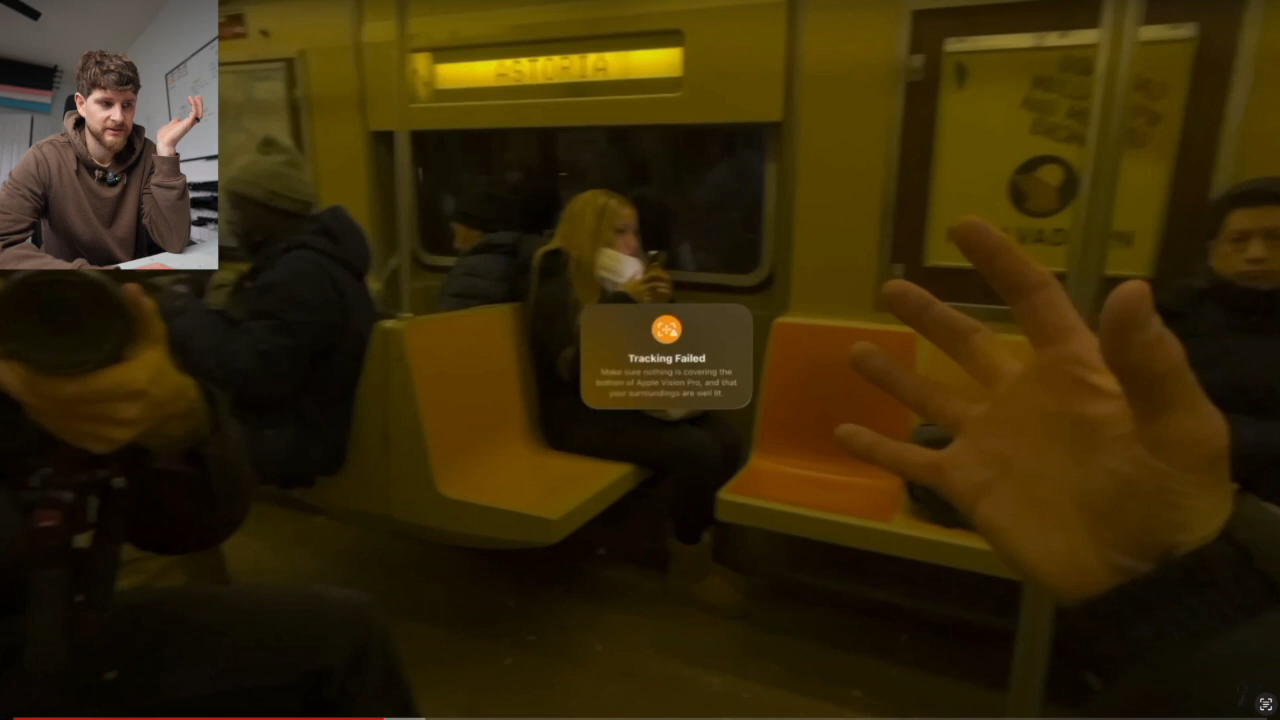 ASTORIA
Tracking Failed
Make sure nothing is covering the
bottom of Apple Vision Pro, and that
your surroundings are well lit.